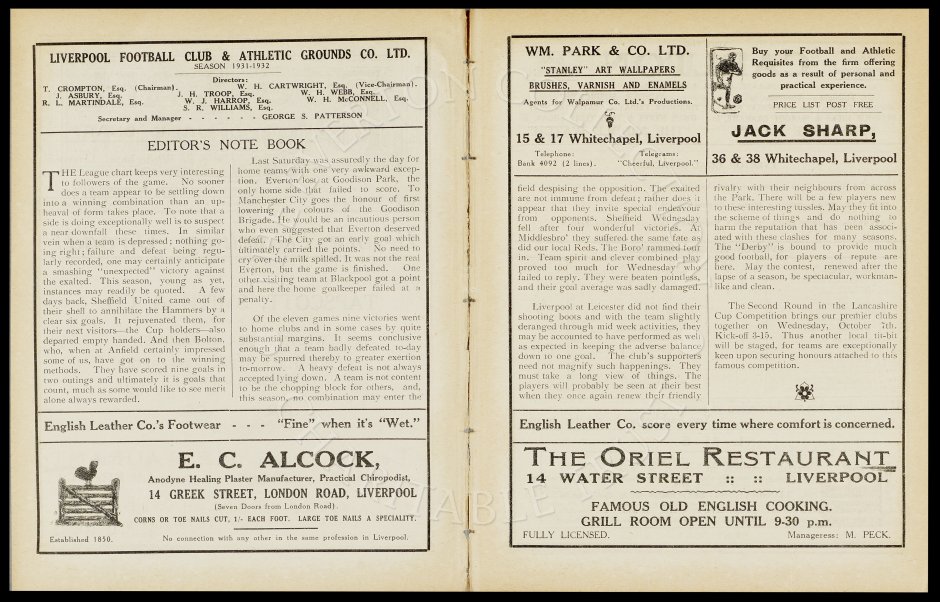 LIVERPOOL FOOTBALL CLUB & ATHLETIC GROUNDS CO. LTD.
SEASON 1931-1932
Directors:
T. CROMPTON, Esq. (Chairman). W. H. CARTWRIGHT, Esq. (Vice-Chairman).
J. ASBURY, Esq. J. H. TROOP, Esq. W. H. WEBB, Esq.
R. L. MARTINDALE, Esq. W. J. HARROP, Esq. W. H. McCONNELL, Esq.
S. R. WILLIAMS, Esq.
Secretary and Manager - - - - - - - GEORGE S. PATTERSON
EDITOR'S NOTE BOOK
THE League chart keeps very interesting
to followers of the game. No sooner
does a team appear to be settling down
into a winning combination than an up-
heaval of form takes place. To note that a
side is doing exceptionally well is to suspect
a near downfall these times. In similar
vein when a team is depressed; nothing go-
ing right; failure and defeat being regu-
larly recorded, one may certainly anticipate
a smashing "unexpected" victory against
the exalted. This season, young as yet,
instances may readily be quoted. A few
days back, Sheffield United came out of
their shell to annihilate the Hammers by a
clear six goals. It rejuvenated them, for
their next visitors—the Cup holders—also
departed empty handed. And then Bolton,
who, when at Anfield certainly impressed
some of us, have got on to the winning
methods. They have scored nine goals in
two outings and ultimately it is goals that
count, much as some would like to see merit
alone always rewarded.
Last Saturday was assuredly the day for
home teams with one very awkward excep-
tion. Everton lost at Goodison Park, the
only home side that failed to score. To
Manchester City goes the honour of first
lowering the colours of the Goodison
Brigade. He would be an incautious person
who even suggested that Everton deserved
defeat. The City got an early goal which
ultimately carried the points. No need to
cry over the milk spilled. It was not the real
Everton, but the game is finished. One
other visiting team at Blackpool got a point
and here the home goalkeeper failed at a
penalty.
Of the eleven games nine victories went
to home clubs and in some cases by quite
substantial margins. It seems conclusive
enough that a team badly defeated to-day
may be spurred thereby to greater exertion
to-morrow. A heavy defeat is not always
accepted lying down. A team is not content
to be the chopping block for others, and,
this season, no combination may enter the
English Leather Co.'s Footwear - - - "Fine" when it's "Wet."
E. C. ALCOCK,
Anodyne Healing Plaster Manufacturer, Practical Chiropodist,
14 GREEK STREET, LONDON ROAD, LIVERPOOL
(Seven Doors from London Road).
CORNS OR TOE NAILS CUT, 1/- EACH FOOT. LARGE TOE NAILS A SPECIALITY.
Established 1850. No connection with any other in the same profession in Liverpool.
WM. PARK & CO. LTD.
"STANLEY" ART WALLPAPERS
BRUSHES, VARNISH AND ENAMELS
Agents for Walpamur Co. Ltd.'s Productions.
15 & 17 Whitechapel, Liverpool
Telephone: Telegrams:
Bank 4092 (2 lines). "Cheerful, Liverpool."
Buy your Football and Athletic
Requisites from the firm offering
goods as a result of personal and
practical experience.
PRICE LIST POST FREE
JACK SHARP,
36 & 38 Whitechapel, Liverpool
field despising the opposition. The exalted
are not immune from defeat; rather does it
appear that they invite special endeavour
from opponents. Sheffield Wednesday
fell after four wonderful victories. At
Middlesbro' they suffered the same fate as
did our local Reds. The Boro' rammed four
in. Team spirit and clever combined play
proved too much for Wednesday who
failed to reply. They were beaten pointless,
and their goal average was sadly damaged.
Liverpool at Leicester did not find their
shooting boots and with the team slightly
deranged through mid week activities, they
may be accounted to have performed as well
as expected in keeping the adverse balance
down to one goal. The club's supporters
need not magnify such happenings. They
must take a long view of things. The
players will probably be seen at their best
when they once again renew their friendly
rivalry with their neighbours from across
the Park. There will be a few players new
to these interesting tussles. May they fit into
the scheme of things and do nothing to
harm the reputation that has been associ-
ated with these clashes for many seasons.
The "Derby" is bound to provide much
good football, for players of repute are
here. May the contest, renewed after the
lapse of a season, be spectacular, workman-
like and clean.
The Second Round in the Lancashire
Cup Competition brings our premier clubs
together on Wednesday, October 7th.
Kick-off 3-15. Thus another local tit-bit
will be staged, for teams are exceptionally
keen upon securing honours attached to this
famous competition.
English Leather Co. score every time where comfort is concerned.
THE ORIEL RESTAURANT
14 WATER STREET :: :: LIVERPOOL
FAMOUS OLD ENGLISH COOKING.
GRILL ROOM OPEN UNTIL 9-30 p.m.
FULLY LICENSED. Manageress: M. PECK.